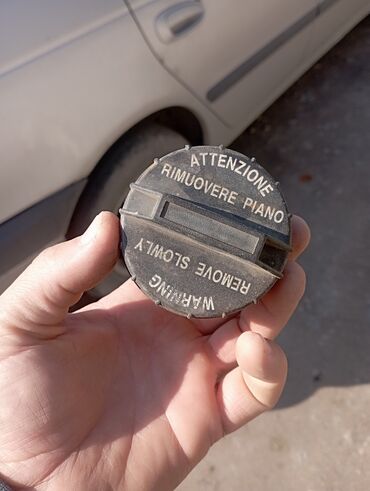 ATTENZIONE
RIMUOVERE PIANO
REMOVE SLOWLY
WARNING